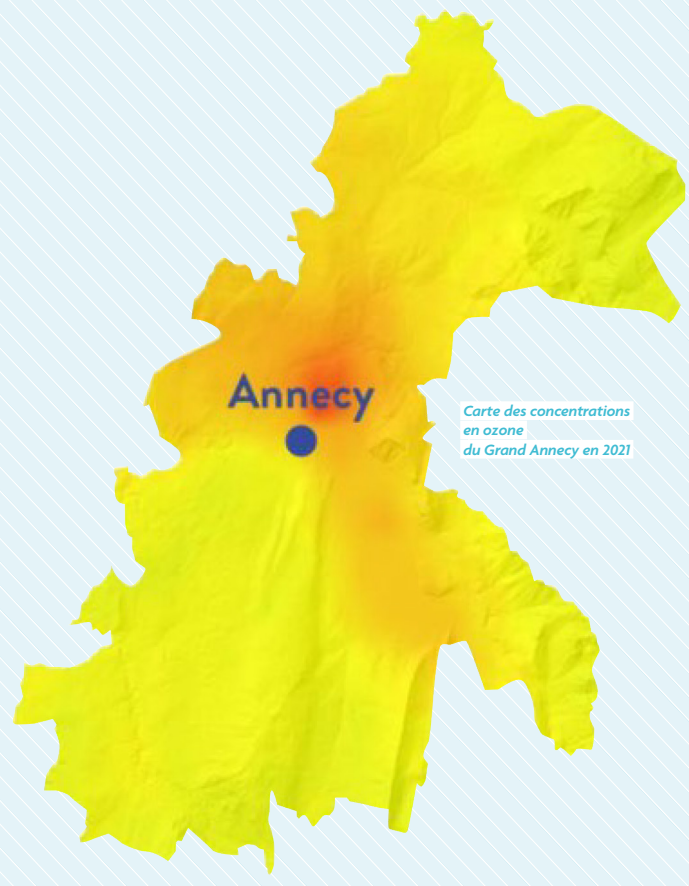 Annecy
Carte des concentrations
en ozone
du Grand Annecy en 2021